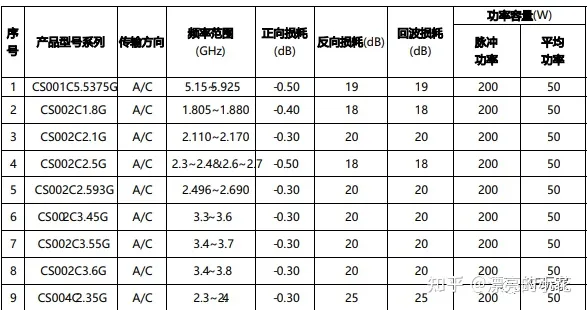 序号 产品型号系列 传输方向 频率范围(GHz) 正向损耗(dB) 反向损耗(dB) 回波损耗(dB) 功率容量(W)
脉冲功率 平均功率
1 CS001C5.5375G A/C 5.15-5.925 -0.50 19 19 200 50
2 CS002C1.8G A/C 1.805~1.880 -0.40 18 18 200 50
3 CS002C2.1G A/C 2.110~2.170 -0.30 20 20 200 50
4 CS002C2.5G A/C 2.3~2.48&2.6~2.7 -0.50 18 18 200 50
5 CS002C2.593G A/C 2.496~2.690 -0.30 20 20 200 50
6 CS002C3.45G A/C 3.3~3.6 -0.30 20 20 200 50
7 CS002C3.55G A/C 3.4~3.7 -0.30 20 20 200 50
8 CS002C3.6G A/C 3.4~3.8 -0.30 20 20 200 50
9 CS004C2.35G A/C 2.3~2.4 -0.30 25 25 200 50
知乎 @漂亮的